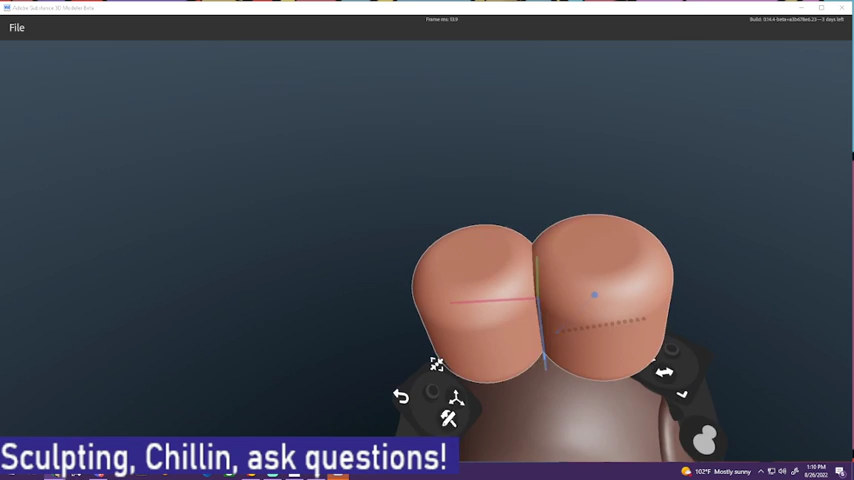 Adobe Substance 3D Modeler Beta
File
Sculpting, Chillin, ask questions!
102°F Mostly sunny
1:10 PM
8/26/2022